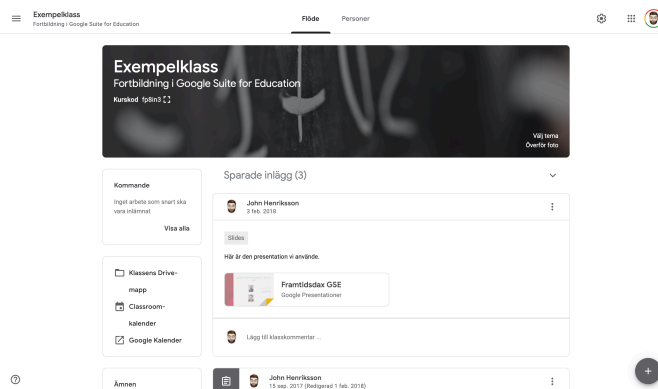 Exempelklass
Fortbildning i Google Suite for Education
Flöde
Personer
Exempelklass
Fortbildning i Google Suite for Education
Kurskod fp8in3
Välj tema
Överför foto
Kommande
Inget arbete som snart ska
vara inlämnat
Visa alla
Klassens Drive-
mapp
Classroom-
kalender
Google Kalender
Ämnen
Sparade inlägg (3)
John Henriksson
3 feb. 2018
Slides
Här är den presentation vi använde.
Framtidsdax GSE
Google Presentationer
Lägg till klasskommentar ...
John Henriksson
15 sep. 2017 (Redigerad 1 feb. 2018)